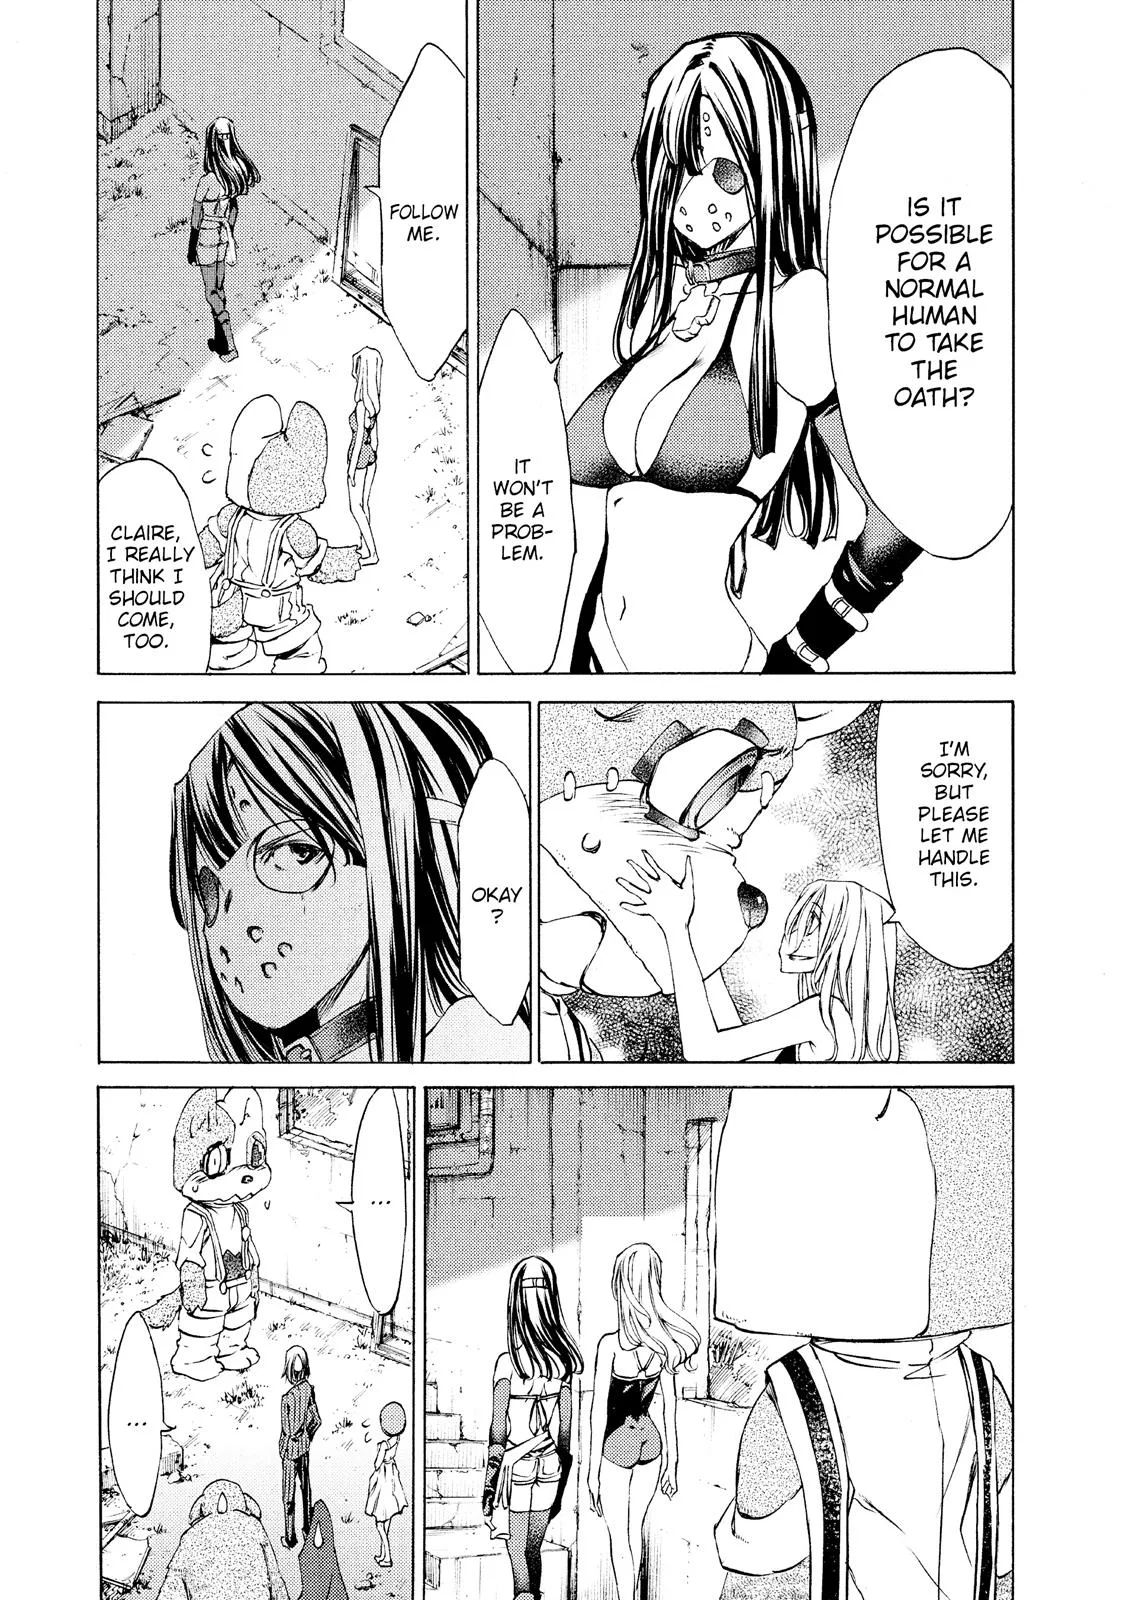 IS IT
POSSIBLE
FOR A
NORMAL
HUMAN
TO TAKE
THE
OATH?
IT
WON'T
BE A
PROB-
LEM.
FOLLOW
ME.
CLAIRE,
I REALLY
THINK I
SHOULD
COME,
TOO.
I'M
SORRY,
BUT
PLEASE
LET ME
HANDLE
THIS.
OKAY
?
...
...